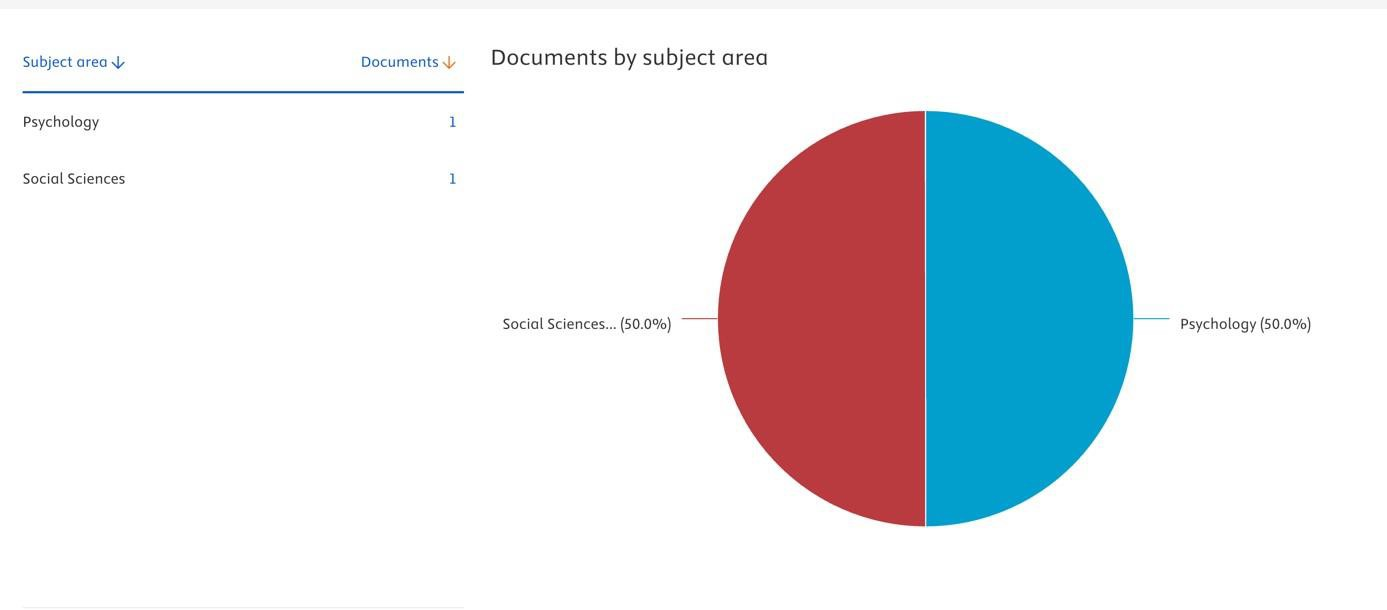 Subject area Documents
Psychology 1
Social Sciences 1
Documents by subject area
Social Sciences... (50.0%)
Psychology (50.0%)